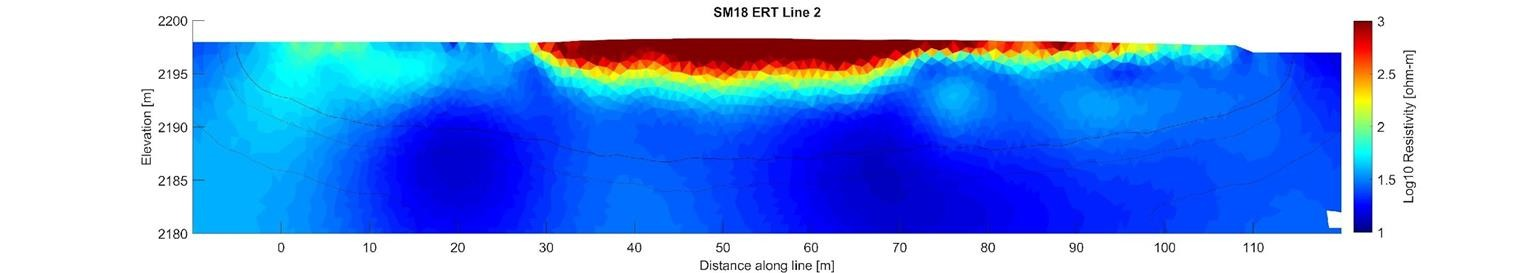 SM18 ERT Line 2
2200
2195
2190
2185
2180
Elevation [m]
0 10 20 30 40 50 60 70 80 90 100 110
Distance along line [m]
3
2.5
2
1.5
1
Log10 Resistivity [ohm-m]